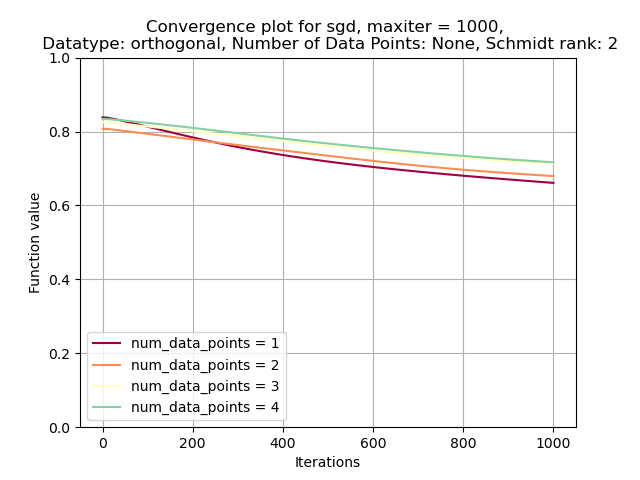 Convergence plot for sgd, maxiter = 1000,
Datatype: orthogonal, Number of Data Points: None, Schmidt rank: 2
1.0
0.8
0.6
0.4
0.2
0.0
Function value
num_data_points = 1
num_data_points = 2
num_data_points = 3
num_data_points = 4
0 200 400 600 800 1000
Iterations